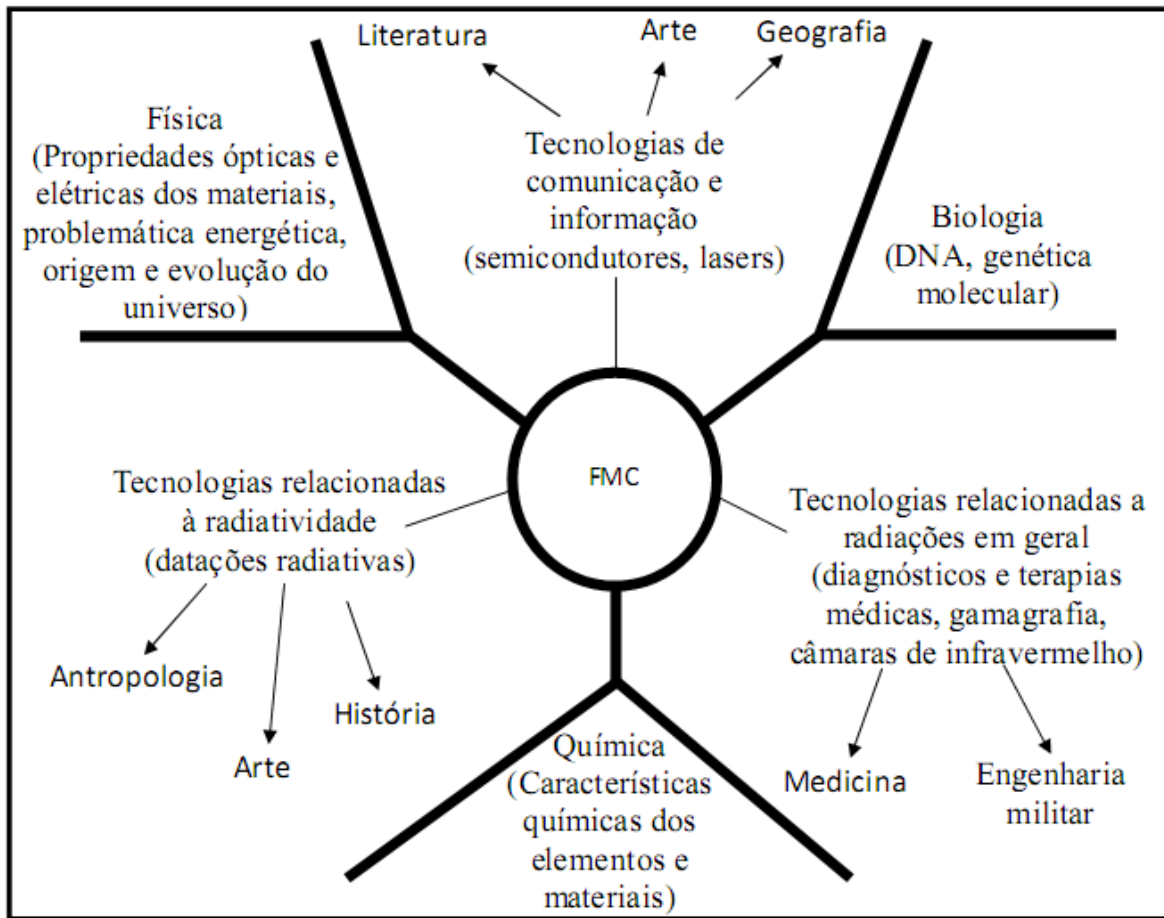 Literatura
Arte
Geografia
Física
(Propriedades ópticas e
elétricas dos materiais,
problemática energética,
origem e evolução do
universo)
Tecnologias de
comunicação e
informação
(semicondutores, lasers)
Biologia
(DNA, genética
molecular)
FMC
Tecnologias relacionadas
à radiatividade
(datações radiativas)
Antropologia
Arte
História
Tecnologias relacionadas a
radiações em geral
(diagnósticos e terapias
médicas, gamagrafia,
câmaras de infravermelho)
Medicina
Engenharia
militar
Química
(Características
químicas dos
elementos e
materiais)